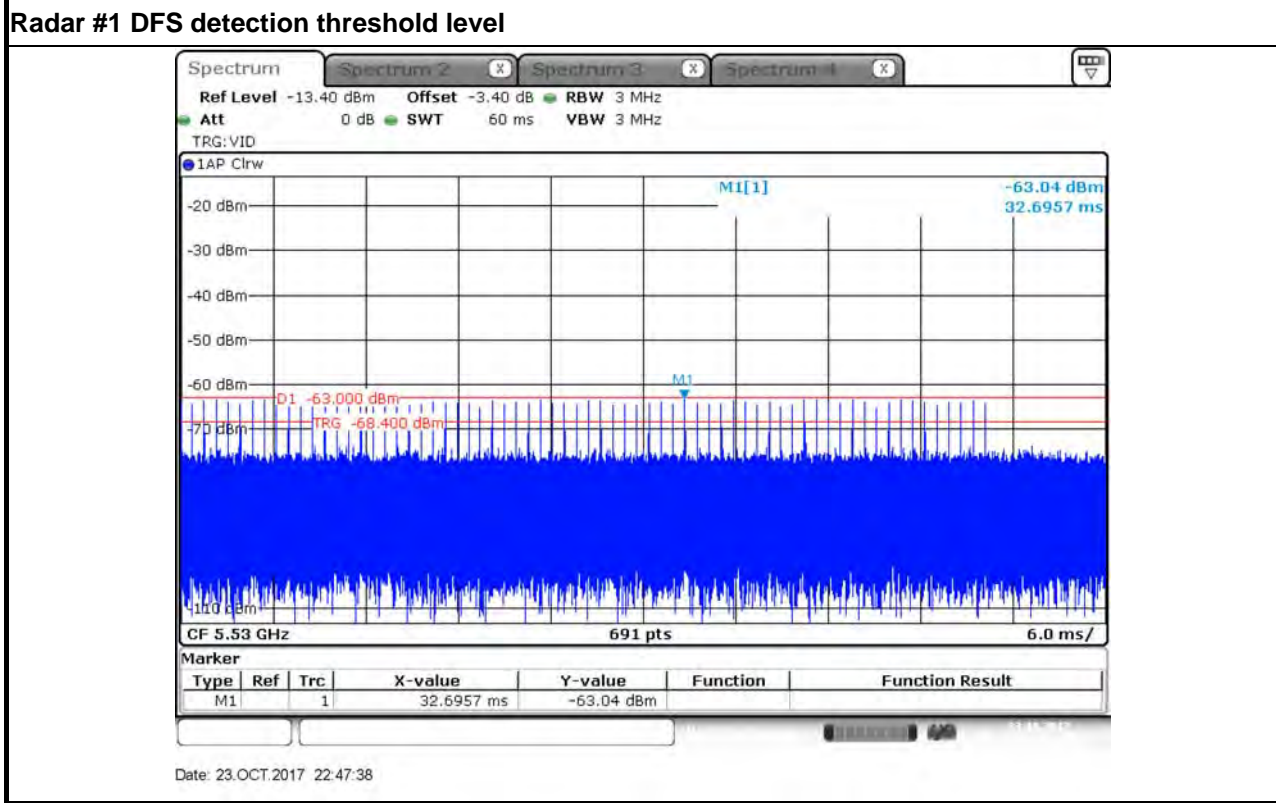 Radar #1 DFS detection threshold level
Spectrum Spectrum 2 X Spectrum 3 X Spectrum 4 X
Ref Level -13.40 dBm Offset -3.40 dB RBW 3 MHz
Att 0 dB SWT 60 ms VBW 3 MHz
TRG:VID
1AP Clrw
M1[1] -63.04 dBm
32.6957 ms
-20 dBm
-30 dBm
-40 dBm
-50 dBm
-60 dBm
M1
D1 -63.000 dBm
TRG -68.400 dBm
-70 dBm
-110 dBm
CF 5.53 GHz 691 pts 6.0 ms/
Marker
Type Ref Trc X-value Y-value Function Function Result
M1 1 32.6957 ms -63.04 dBm
Date: 23.OCT.2017 22:47:38